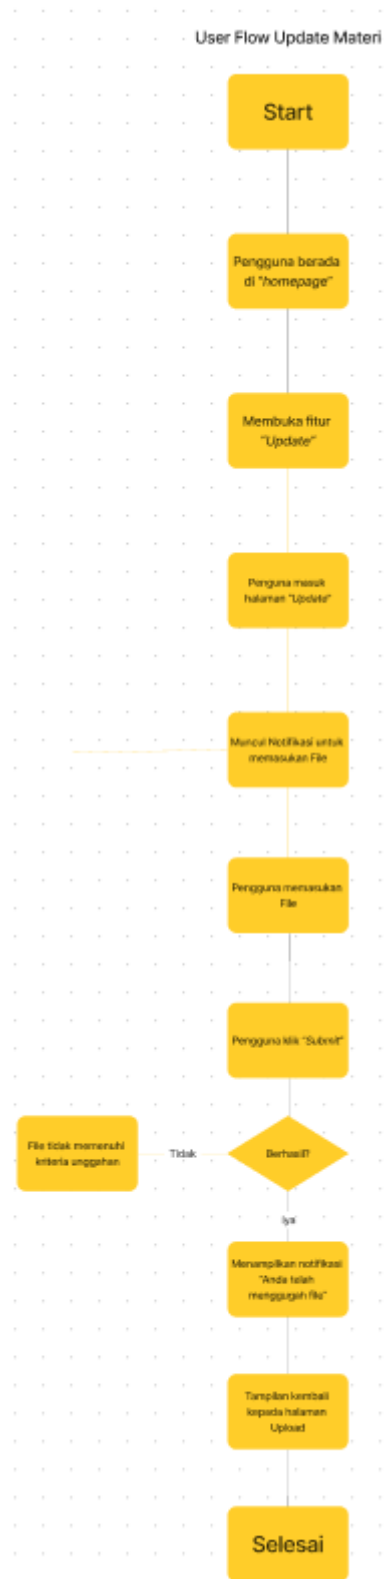 User Flow Update Materi
Start
Pengguna berada
di "homepage"
Membuka fitur
"Update"
Penguna masuk
halaman "Update"
Muncul Notifikasi untuk
memasukan File
Pengguna memasukan
File
Pengguna klik "Submit"
Berhasil?
Tidak
File tidak memenuhi
kriteria unggahan
Iya
Menampilkan notifikasi
"Anda telah
menggugah file"
Tampilan kembali
kepada halaman
Upload
Selesai